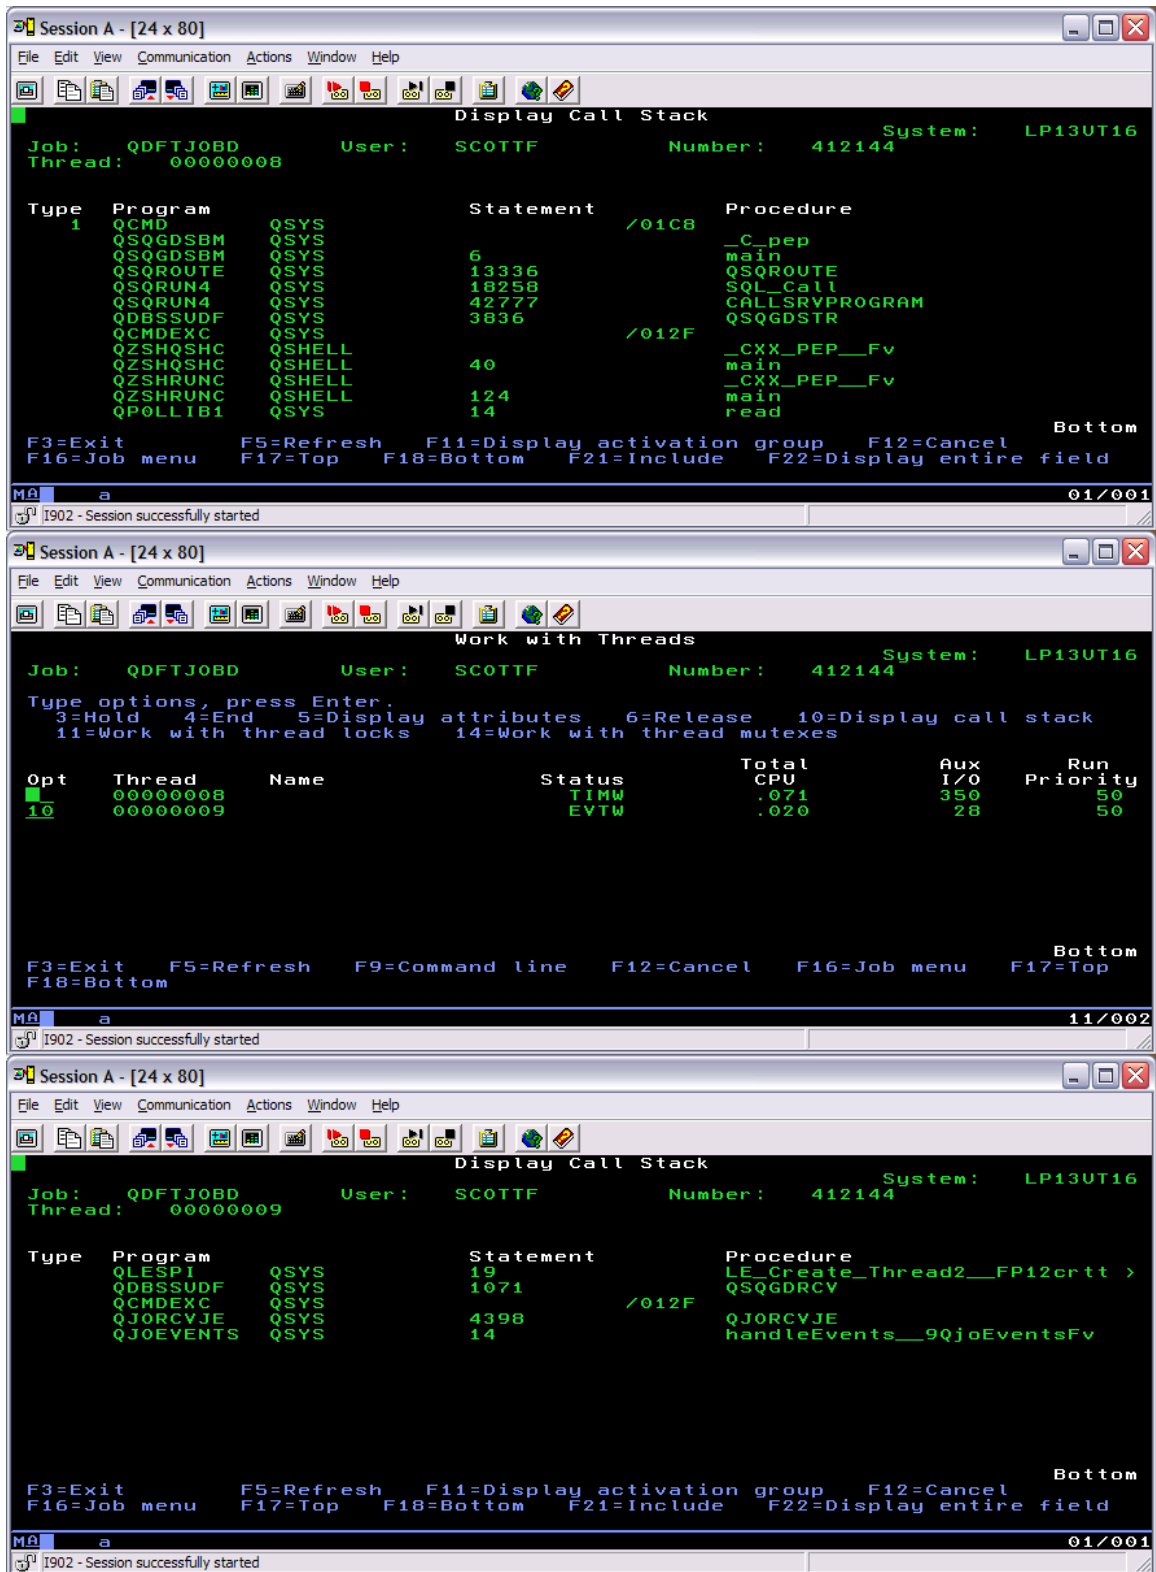 Session A - [24 x 80]
File Edit View Communication Actions Window Help
Display Call Stack
System: LP13UT16
Job: QDFTJOBD User: SCOTTF Number: 412144
Thread: 00000008
Type Program Statement Procedure
1 QCMD QSYS /01C8
QSQGDSBM QSYS _C_pep
QSQGDSBM QSYS 6 main
QSQROUTE QSYS 13336 QSQROUTE
QSQRUN4 QSYS 18258 SQL_Call
QSQRUN4 QSYS 42777 CALLSRVPROGRAM
QDBSSUDF QSYS 3836 QSQGDSTR
QCMDEXC QSYS /012F
QZSHQSHC QSHELL _CXX_PEP__Fv
QZSHQSHC QSHELL 40 main
QZSHRUNC QSHELL _CXX_PEP__Fv
QZSHRUNC QSHELL 124 main
QP0LLIB1 QSYS 14 read
Bottom
F3=Exit F5=Refresh F11=Display activation group F12=Cancel
F16=Job menu F17=Top F18=Bottom F21=Include F22=Display entire field
MA a 01/001
I902 - Session successfully started
Session A - [24 x 80]
File Edit View Communication Actions Window Help
Work with Threads
System: LP13UT16
Job: QDFTJOBD User: SCOTTF Number: 412144
Type options, press Enter.
3=Hold 4=End 5=Display attributes 6=Release 10=Display call stack
11=Work with thread locks 14=Work with thread mutexes
Total Aux Run
Opt Thread Name Status CPU I/O Priority
00000008 TIMW .071 350 50
10 00000009 EVTW .020 28 50
Bottom
F3=Exit F5=Refresh F9=Command line F12=Cancel F16=Job menu F17=Top
F18=Bottom
MA a 11/002
I902 - Session successfully started
Session A - [24 x 80]
File Edit View Communication Actions Window Help
Display Call Stack
System: LP13UT16
Job: QDFTJOBD User: SCOTTF Number: 412144
Thread: 00000009
Type Program Statement Procedure
QLESPI QSYS 19 LE_Create_Thread2__FP12crtt >
QDBSSUDF QSYS 1071 QSQGDRCV
QCMDEXC QSYS /012F
QJORCVJE QSYS 4398 QJORCVJE
QJOEVENTS QSYS 14 handleEvents__9QjoEventsFv
Bottom
F3=Exit F5=Refresh F11=Display activation group F12=Cancel
F16=Job menu F17=Top F18=Bottom F21=Include F22=Display entire field
MA a 01/001
I902 - Session successfully started